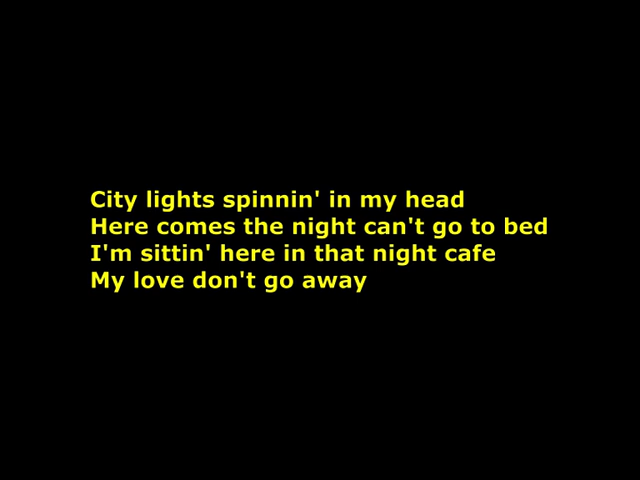 City lights spinnin' in my head
Here comes the night can't go to bed
I'm sittin' here in that night cafe
My love don't go away